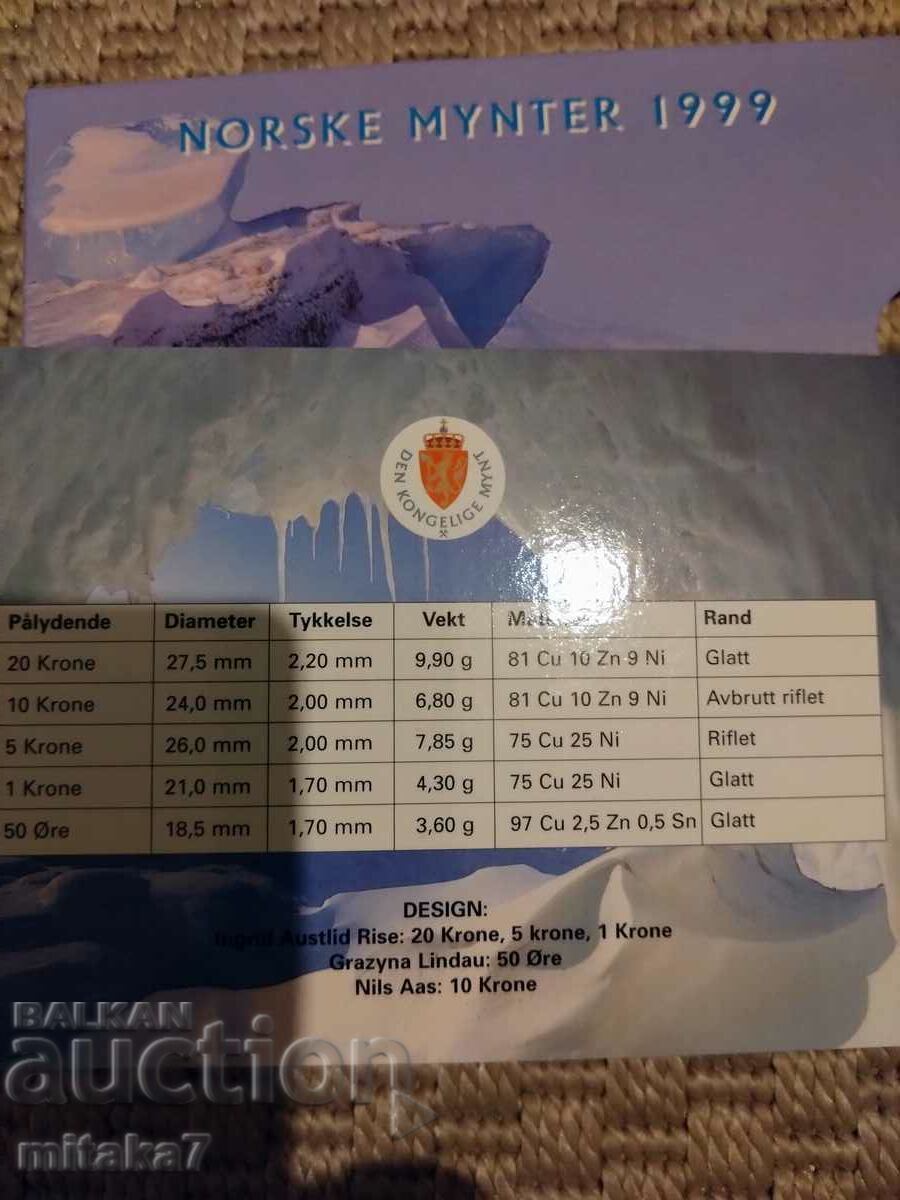 NORSKE MYNTER 1999
DEN KONGELIGE MYNT
Pålydende Diameter Tykkelse Vekt Rand
20 Krone 27,5 mm 2,20 mm 9,90 g 81 Cu 10 Zn 9 Ni Glatt
10 Krone 24,0 mm 2,00 mm 6,80 g 81 Cu 10 Zn 9 Ni Avbrutt riflet
5 Krone 26,0 mm 2,00 mm 7,85 g 75 Cu 25 Ni Riflet
1 Krone 21,0 mm 1,70 mm 4,30 g 75 Cu 25 Ni Glatt
50 Øre 18,5 mm 1,70 mm 3,60 g 97 Cu 2,5 Zn 0,5 Sn Glatt
DESIGN:
Ingrid Austlid Rise: 20 Krone, 5 krone, 1 Krone
Grazyna Lindau: 50 Øre
Nils Aas: 10 Krone
BALKAN
auction
mitaka7